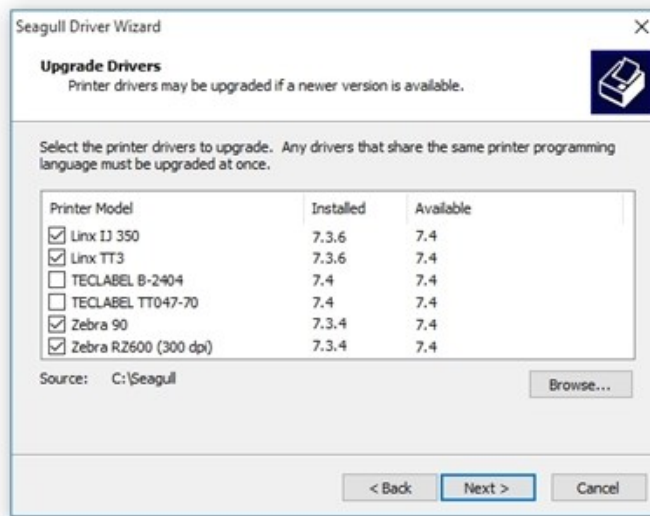 Seagull Driver Wizard
Upgrade Drivers
Printer drivers may be upgraded if a newer version is available.
Select the printer drivers to upgrade. Any drivers that share the same printer programming
language must be upgraded at once.
Printer Model Installed Available
Linx IJ 350 7.3.6 7.4
Linx TT3 7.3.6 7.4
TECLABEL B-2404 7.4 7.4
TECLABEL TT047-70 7.4 7.4
Zebra 90 7.3.4 7.4
Zebra RZ600 (300 dpi) 7.3.4 7.4
Source: C:\Seagull
Browse...
< Back Next > Cancel